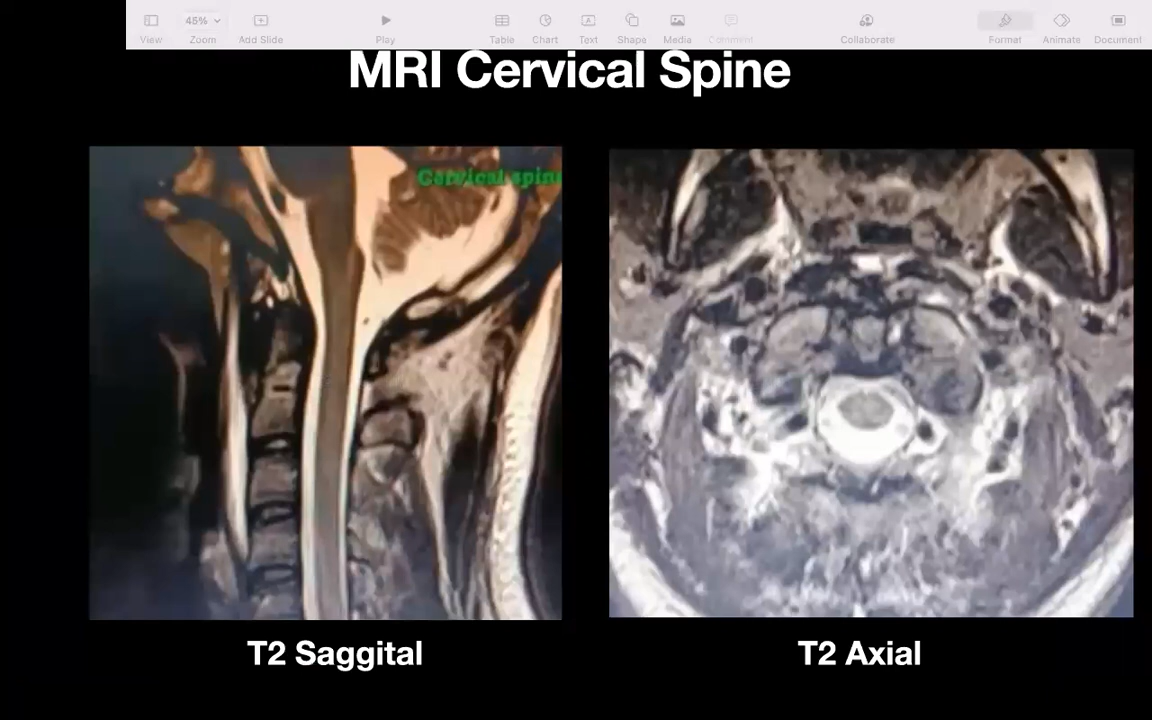 45%
View
Zoom
Add Slide
Play
Table
Chart
Text
Shape
Media
Comment
Collaborate
Format
Animate
Document
MRI Cervical Spine
Cervical spine
T2 Saggital
T2 Axial